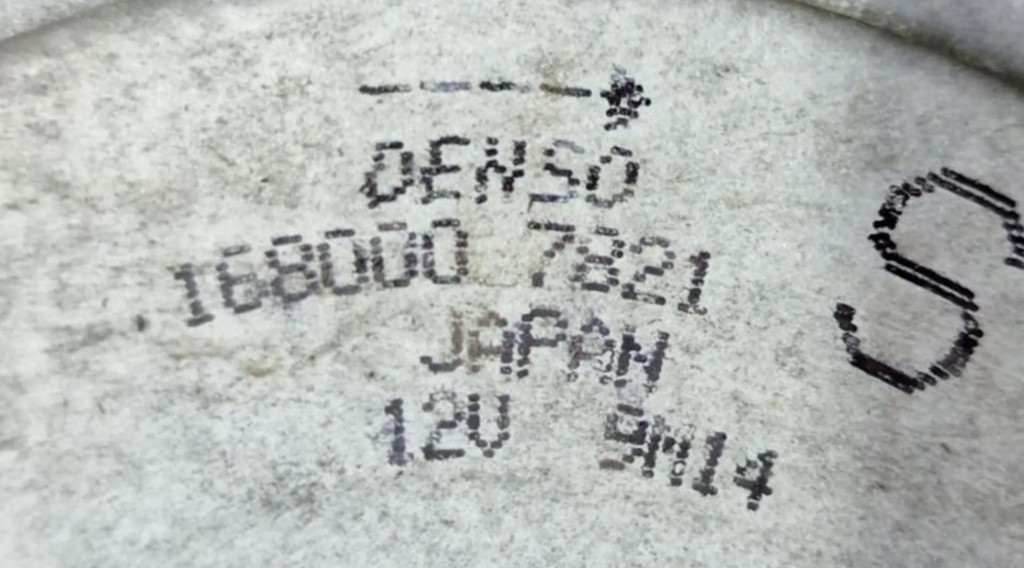 DENSO
168000 7821
JAPAN
12V 9M14
S